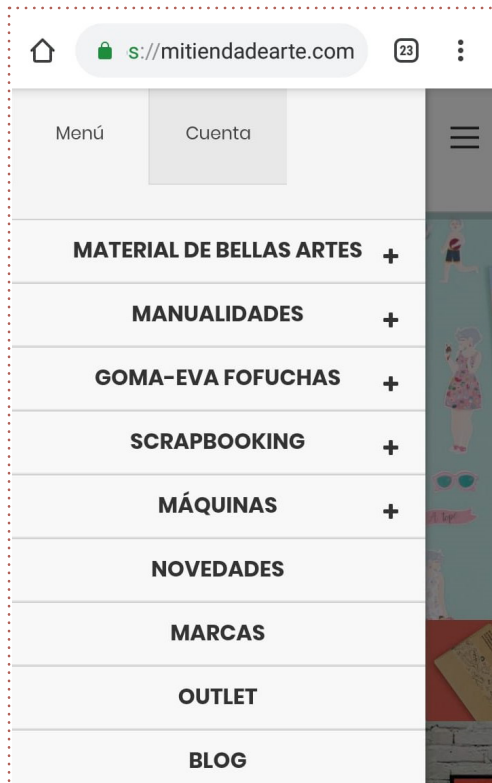 s://mitiendadearte.com
23
Menú
Cuenta
MATERIAL DE BELLAS ARTES +
MANUALIDADES +
GOMA-EVA FOFUCHAS +
SCRAPBOOKING +
MÁQUINAS +
NOVEDADES
MARCAS
OUTLET
BLOG